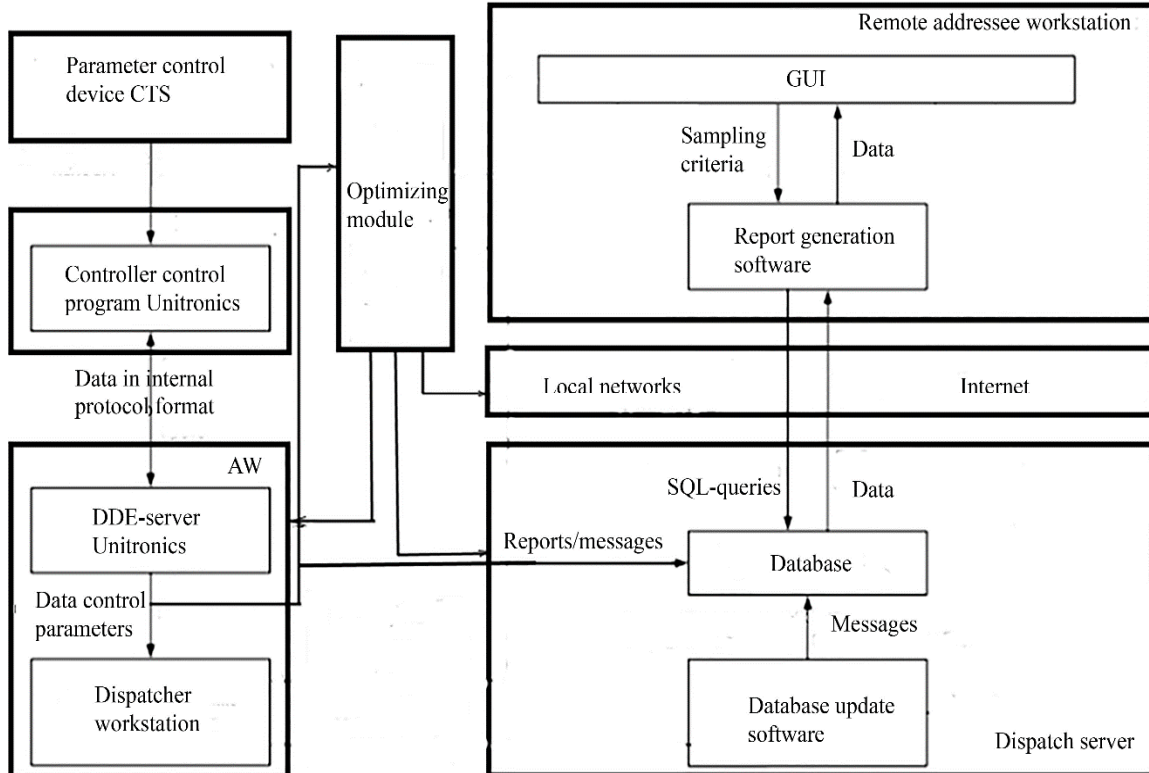 Remote addressee workstation
Parameter control
device CTS
GUI
Sampling
criteria
Data
Optimizing
module
Controller control
program Unitronics
Report generation
software
Data in internal
protocol format
Local networks
Internet
AW
DDE-server
Unitronics
SQL-queries
Data
Reports/messages
Database
Data control
parameters
Messages
Dispatcher
workstation
Database update
software
Dispatch server